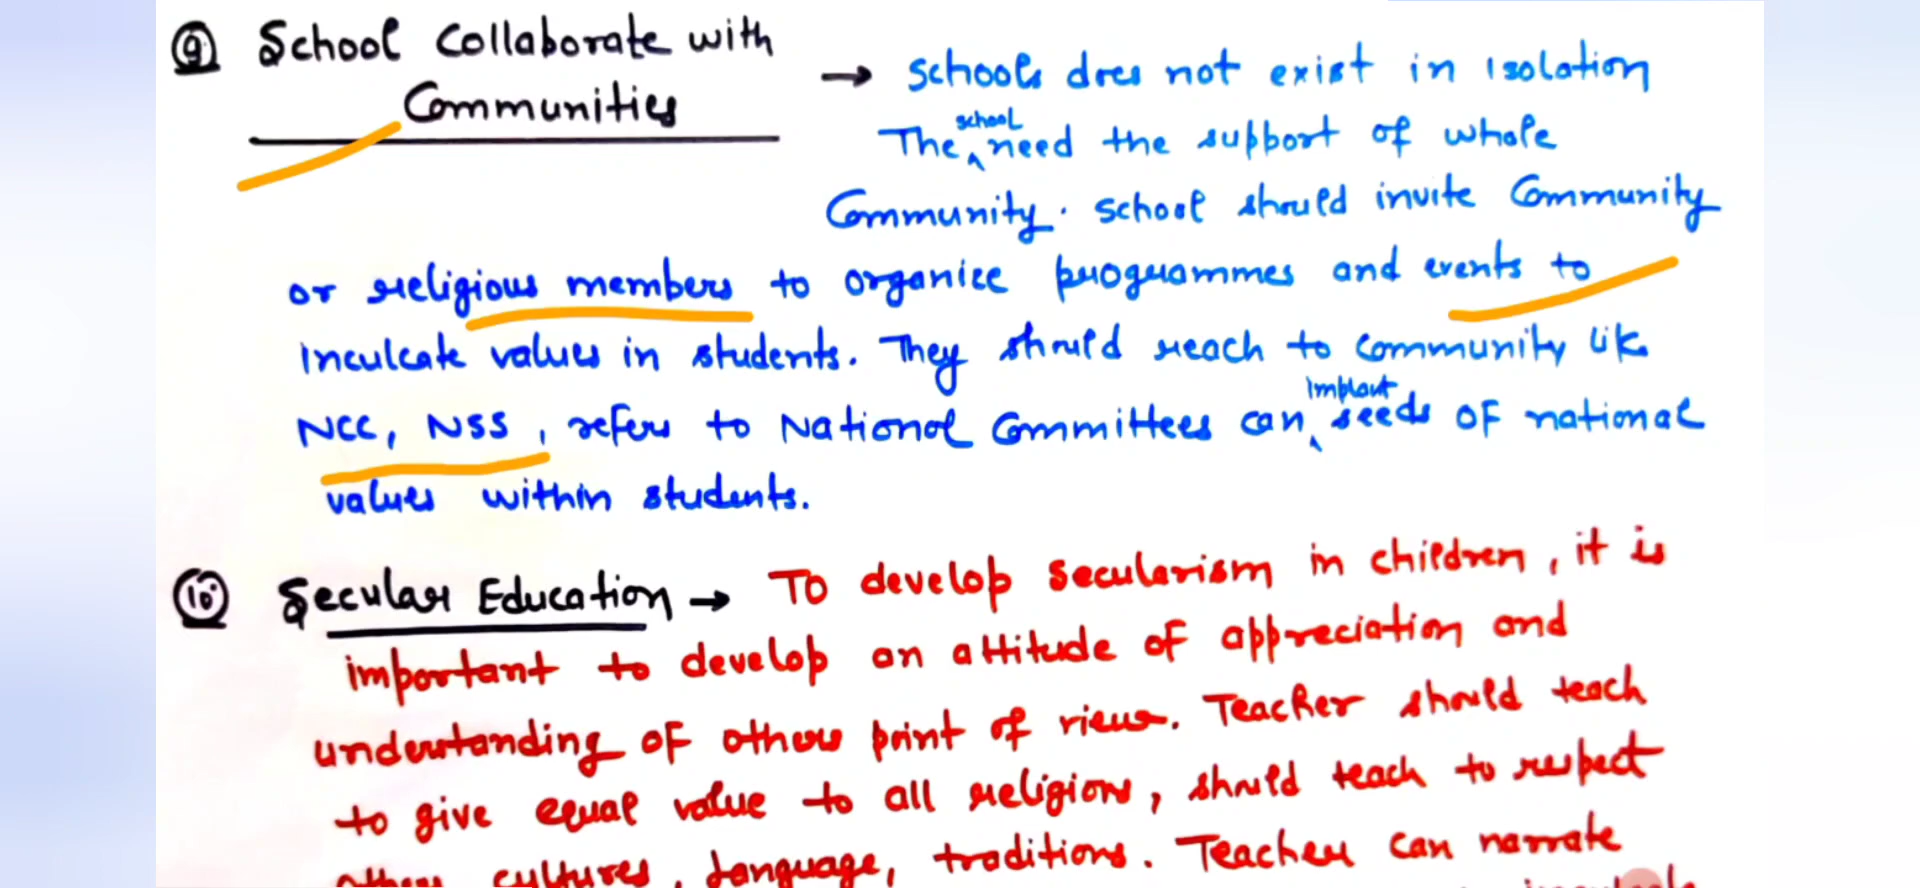 9 School Collaborate with
Communities
→ schools does not exist in isolation
The school need the support of whole
Community. school should invite Community
or religious members to organice programmes and events to
inculcate values in students. They should reach to community like
NCC, NSS, refers to National Committees can implant seeds of national
values within students.
10 Secular Education → To develop secularism in children, it is
important to develop an attitude of appreciation and
understanding of others point of view. Teacher should teach
to give equal value to all religions, should teach to respect
others cultures, language, traditions. Teacher can narrate
inculcate